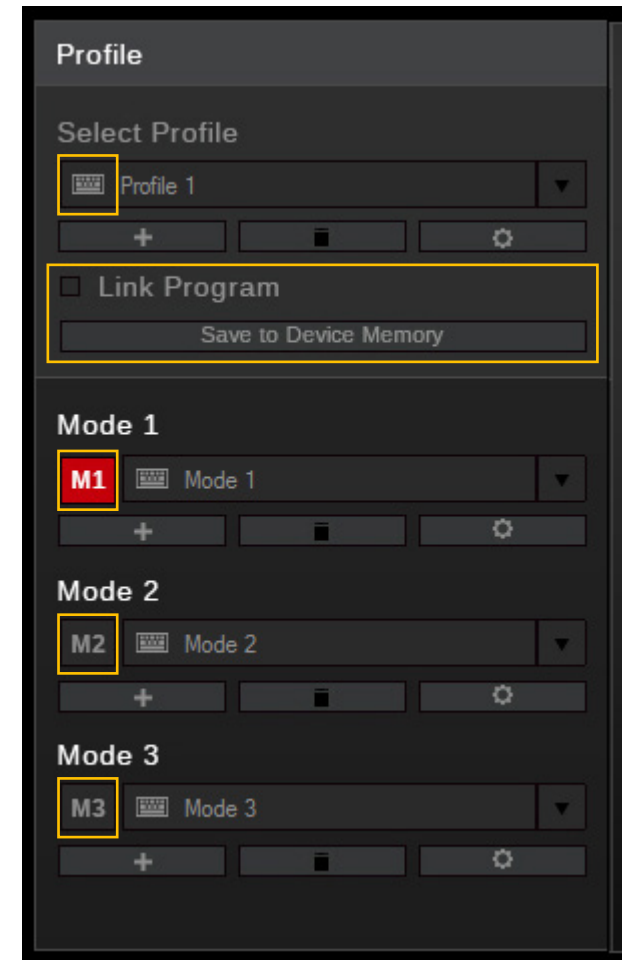 Profile
Select Profile
Profile 1
Link Program
Save to Device Memory
Mode 1
M1 Mode 1
Mode 2
M2 Mode 2
Mode 3
M3 Mode 3